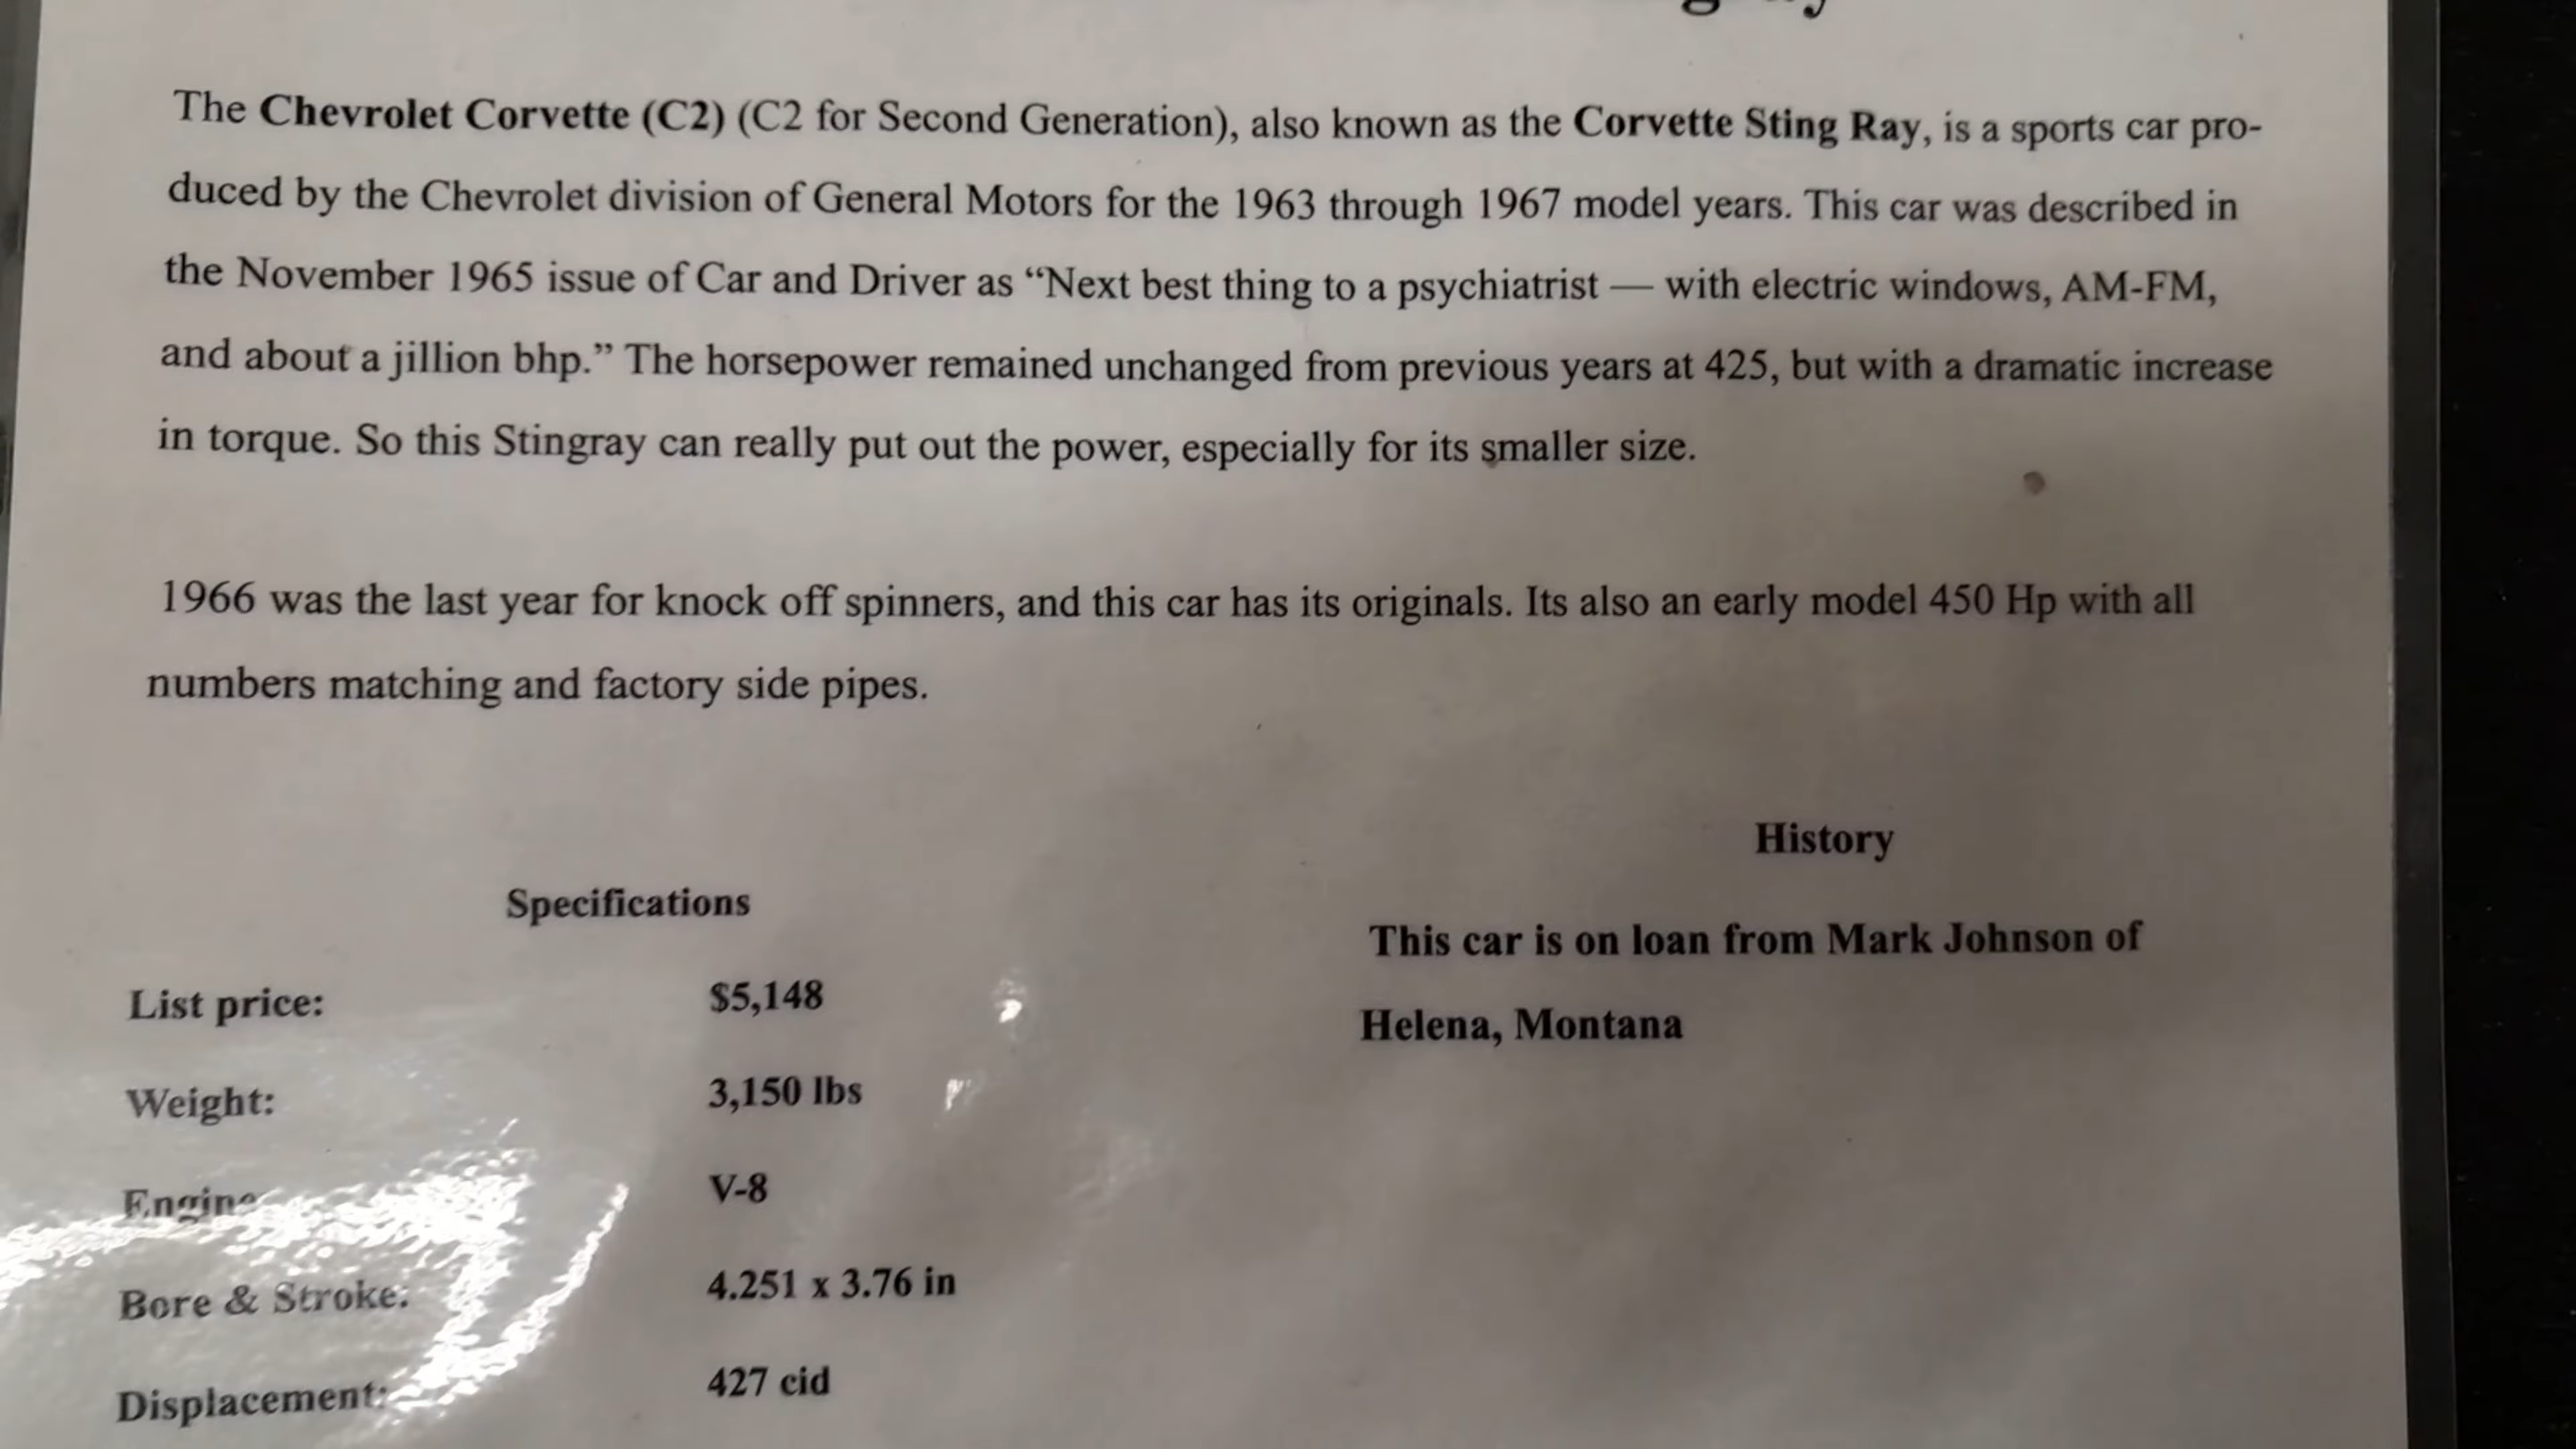 The Chevrolet Corvette (C2) (C2 for Second Generation), also known as the Corvette Sting Ray, is a sports car pro-
duced by the Chevrolet division of General Motors for the 1963 through 1967 model years. This car was described in
the November 1965 issue of Car and Driver as “Next best thing to a psychiatrist — with electric windows, AM-FM,
and about a jillion bhp.” The horsepower remained unchanged from previous years at 425, but with a dramatic increase
in torque. So this Stingray can really put out the power, especially for its smaller size.
1966 was the last year for knock off spinners, and this car has its originals. Its also an early model 450 Hp with all
numbers matching and factory side pipes.
Specifications
List price: $5,148
Weight: 3,150 lbs
Engine V-8
Bore & Stroke: 4.251 x 3.76 in
Displacement: 427 cid
History
This car is on loan from Mark Johnson of
Helena, Montana